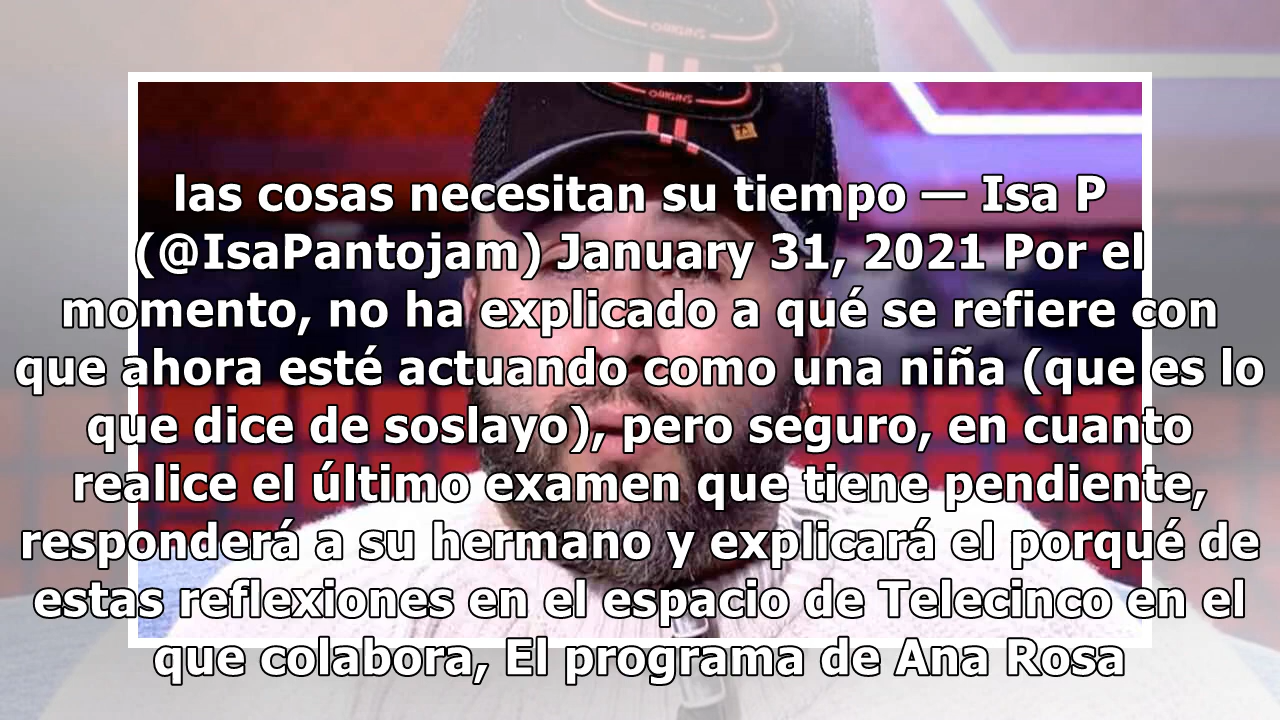 ORIGINS
las cosas necesitan su tiempo — Isa P
(@IsaPantojam) January 31, 2021 Por el
momento, no ha explicado a qué se refiere con
que ahora esté actuando como una niña (que es lo
que dice de soslayo), pero seguro, en cuanto
realice el último examen que tiene pendiente,
responderá a su hermano y explicará el porqué de
estas reflexiones en el espacio de Telecinco en el
que colabora, El programa de Ana Rosa